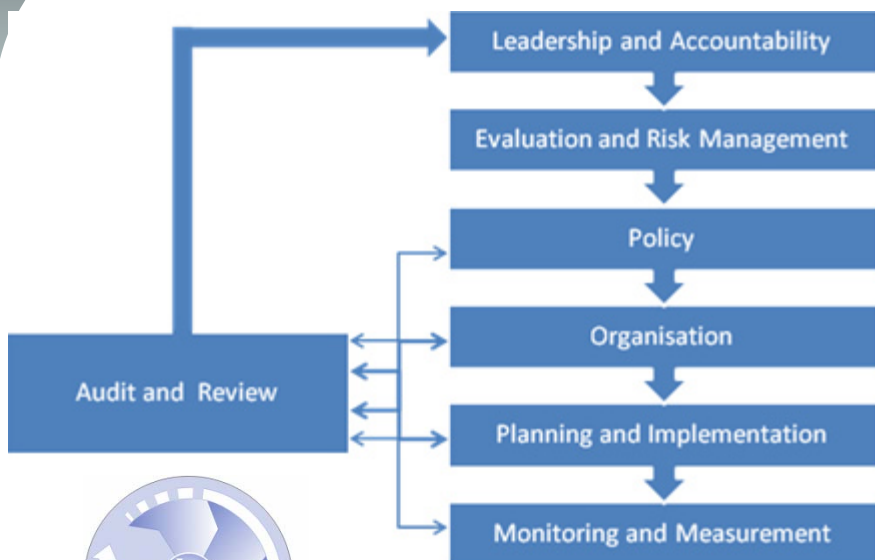 Leadership and Accountability
Evaluation and Risk Management
Policy
Organisation
Audit and Review
Planning and Implementation
Monitoring and Measurement